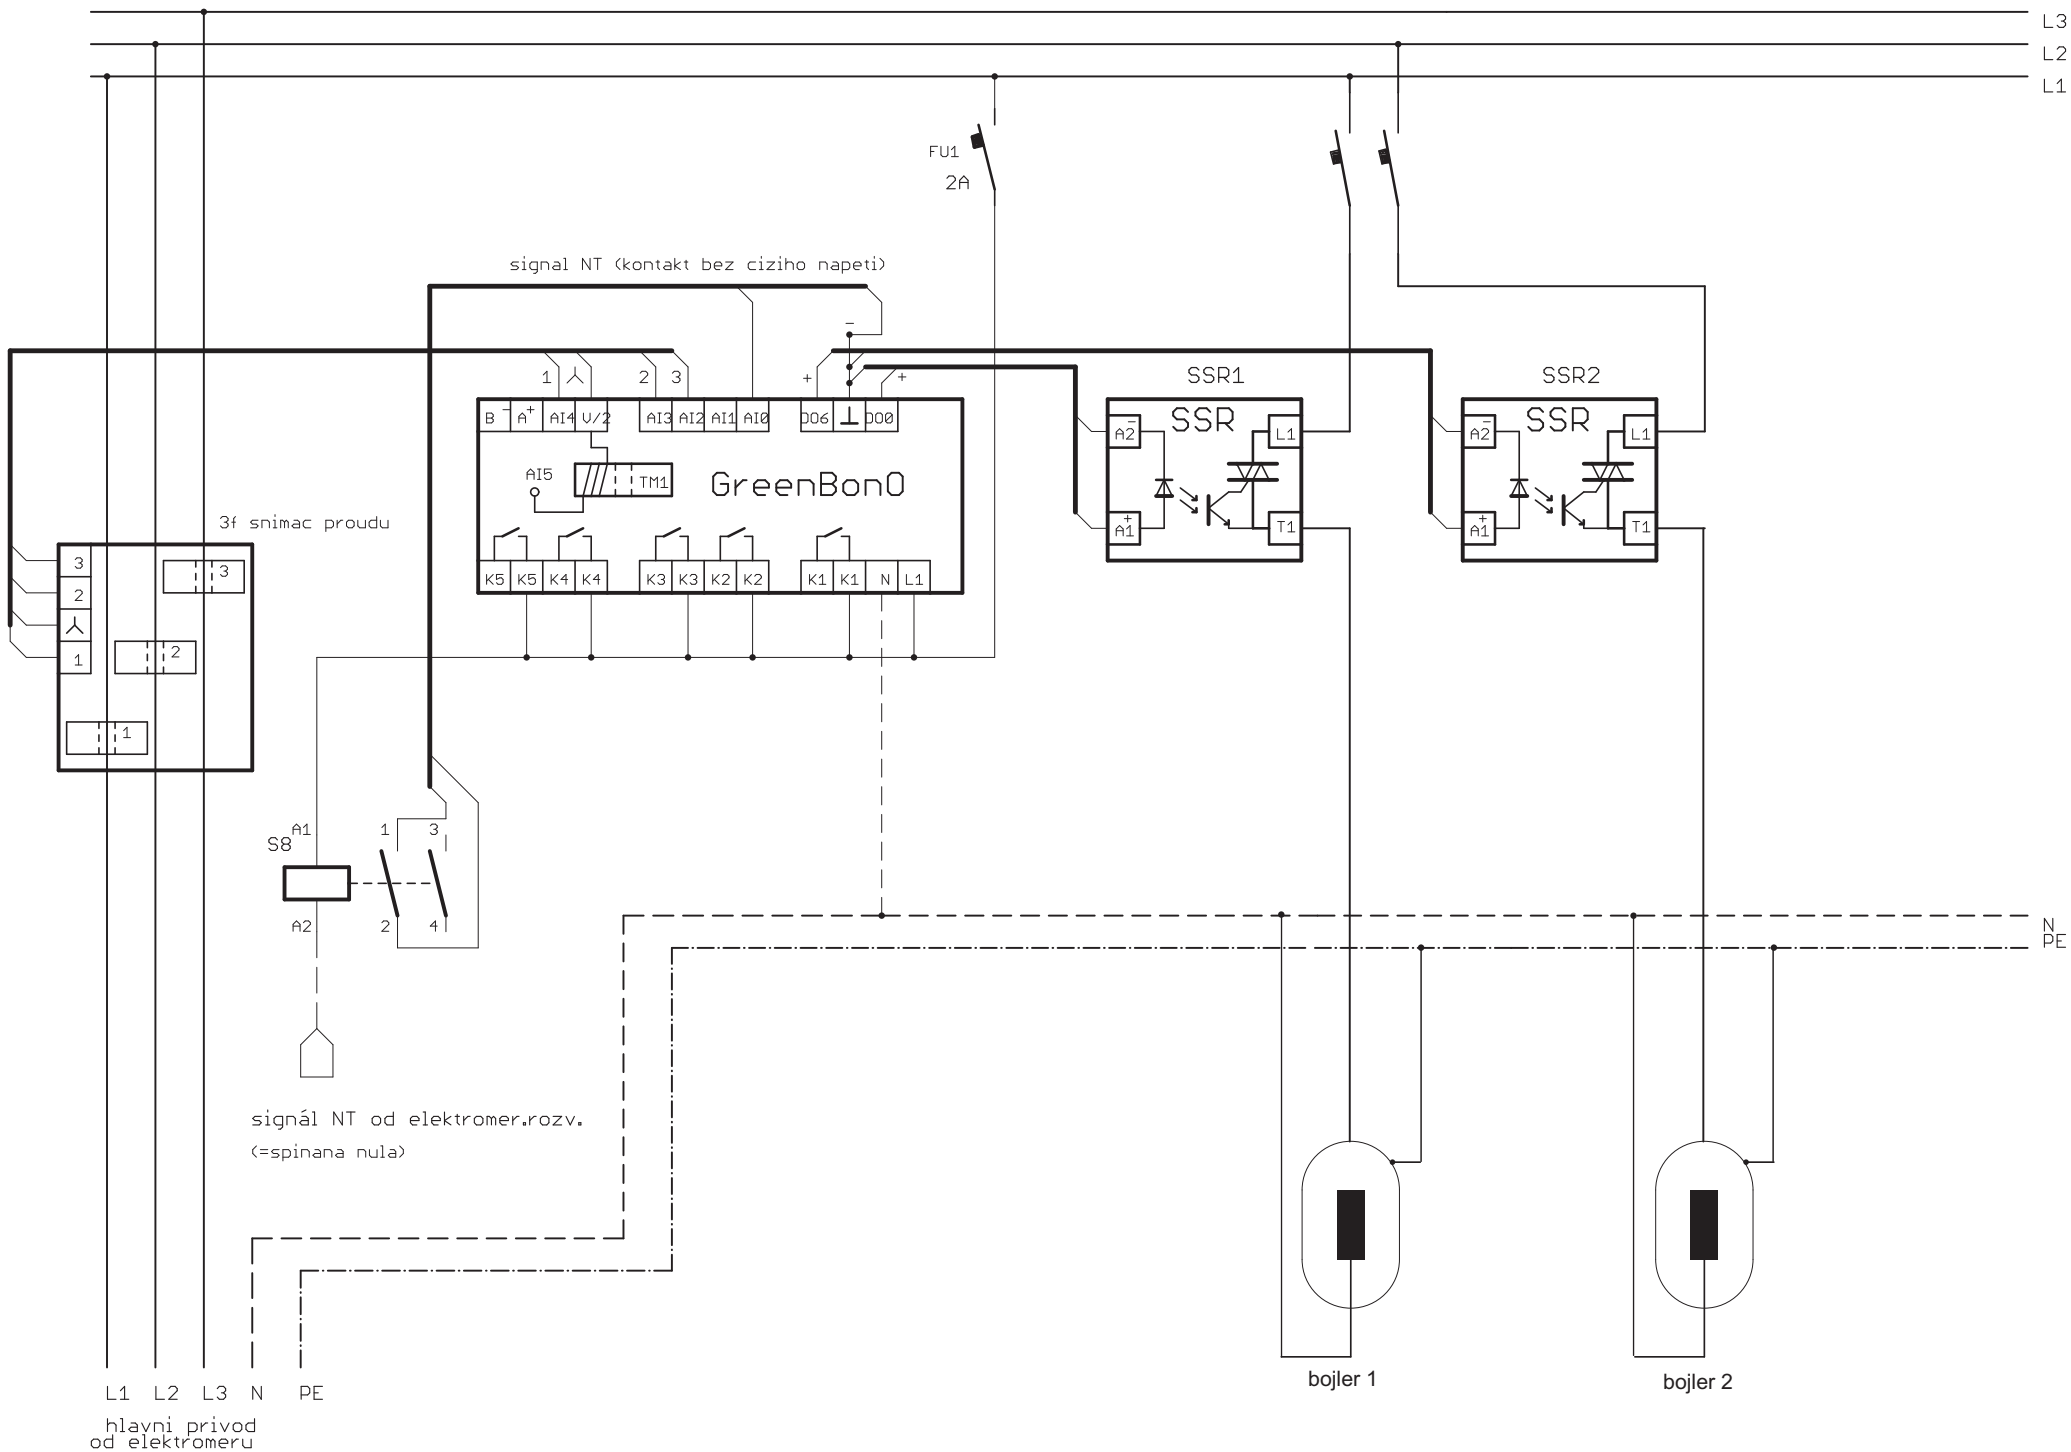 L3
L2
L1
FU1
2A
signal NT (kontakt bez ciziho napeti)
−
1 2 3 + +
SSR1 SSR2
B - A + AI4 U/2 AI3 AI2 AI1 AI0 DO6 DO0
A2 - SSR L1
A2 - SSR L1
AI5 TM1 GreenBonO
3f snimac proudu
A1 + T1
A1 + T1
K5 K5 K4 K4 K3 K3 K2 K2 K1 K1 N L1
3 3
2
2
1
1
A1 1 3
S8
A2 2 4
N
PE
signál NT od elektromer.rozv.
(=spinana nula)
bojler 1 bojler 2
L1 L2 L3 N PE
hlavni privod
od elektromeru